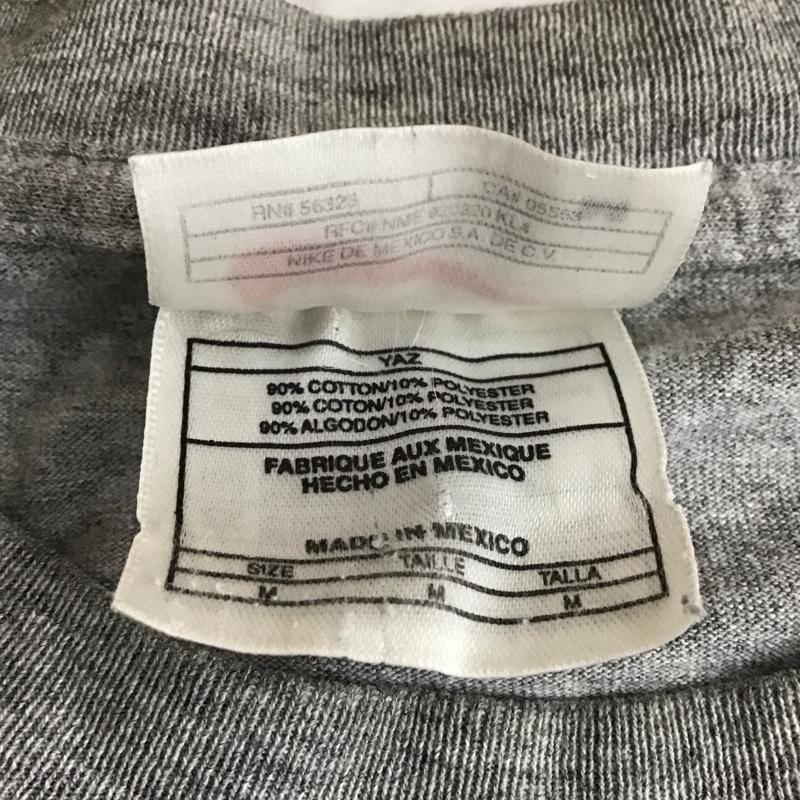 RN# 56323 CA# 05553
RFC# NME 920220 KL4
NIKE DE MEXICO S.A. DE C.V.
YAZ
90% COTTON/10% POLYESTER
90% COTON/10% POLYESTER
90% ALGODON/10% POLYESTER
FABRIQUE AUX MEXIQUE
HECHO EN MEXICO
MADE IN MEXICO
SIZE TAILLE TALLA
M M M